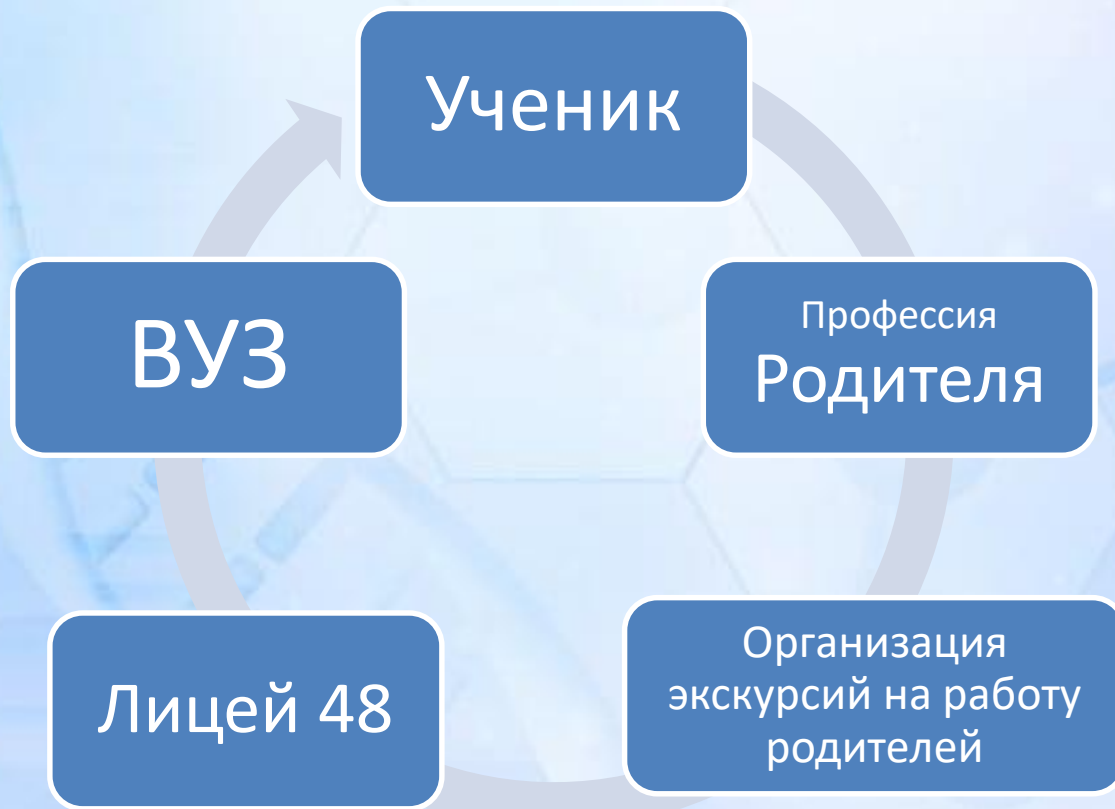 Ученик
Профессия
Родителя
Организация
экскурсий на работу
родителей
Лицей 48
ВУЗ